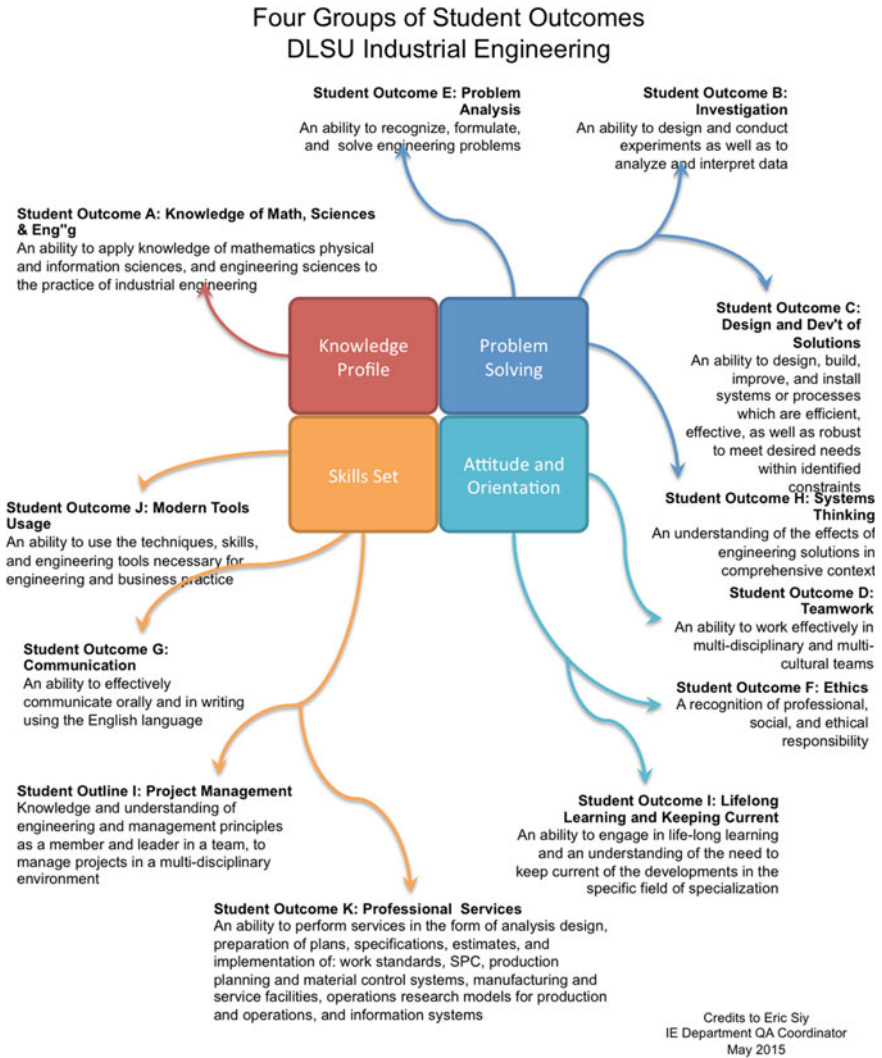 Four Groups of Student Outcomes
DLSU Industrial Engineering
Student Outcome E: Problem
Analysis
An ability to recognize, formulate,
and solve engineering problems
Student Outcome B:
Investigation
An ability to design and conduct
experiments as well as to
analyze and interpret data
Student Outcome A: Knowledge of Math, Sciences
& Eng"g
An ability to apply knowledge of mathematics physical
and information sciences, and engineering sciences to
the practice of industrial engineering
Student Outcome C:
Design and Dev't of
Solutions
An ability to design, build,
improve, and install
systems or processes
which are efficient,
effective, as well as robust
to meet desired needs
within identified
constraints
Knowledge
Profile
Problem
Solving
Skills Set
Attitude and
Orientation
Student Outcome H: Systems
Thinking
An understanding of the effects of
engineering solutions in
comprehensive context
Student Outcome J: Modern Tools
Usage
An ability to use the techniques, skills,
and engineering tools necessary for
engineering and business practice
Student Outcome D:
Teamwork
An ability to work effectively in
multi-disciplinary and multi-
cultural teams
Student Outcome G:
Communication
An ability to effectively
communicate orally and in writing
using the English language
Student Outcome F: Ethics
A recognition of professional,
social, and ethical
responsibility
Student Outline I: Project Management
Knowledge and understanding of
engineering and management principles
as a member and leader in a team, to
manage projects in a multi-disciplinary
environment
Student Outcome I: Lifelong
Learning and Keeping Current
An ability to engage in life-long learning
and an understanding of the need to
keep current of the developments in the
specific field of specialization
Student Outcome K: Professional Services
An ability to perform services in the form of analysis design,
preparation of plans, specifications, estimates, and
implementation of: work standards, SPC, production
planning and material control systems, manufacturing and
service facilities, operations research models for production
and operations, and information systems
Credits to Eric Siy
IE Department QA Coordinator
May 2015